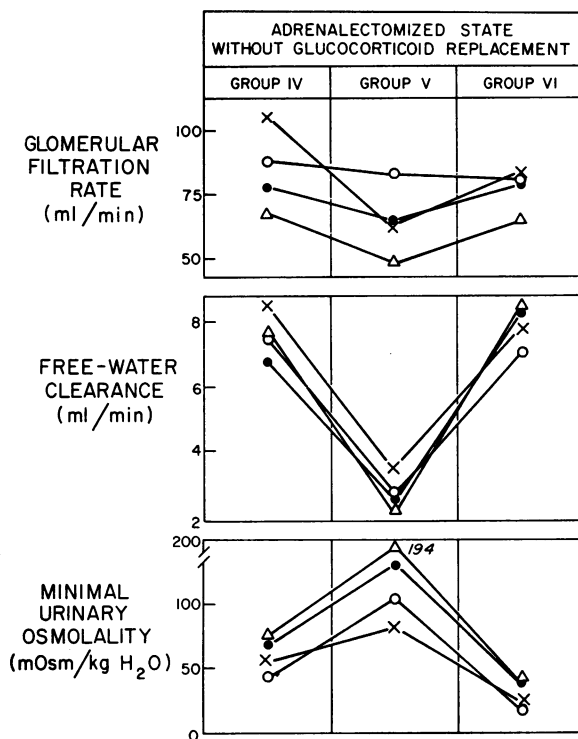 ADRENALECTOMIZED STATE
WITHOUT GLUCOCORTICOID REPLACEMENT
GROUP IV GROUP V GROUP VI
GLOMERULAR
FILTRATION
RATE
(ml/min)
100
75
50
FREE-WATER
CLEARANCE
(ml/min)
8
6
4
2
MINIMAL
URINARY
OSMOLALITY
(mOsm/kg H₂O)
200
100
50
0
194